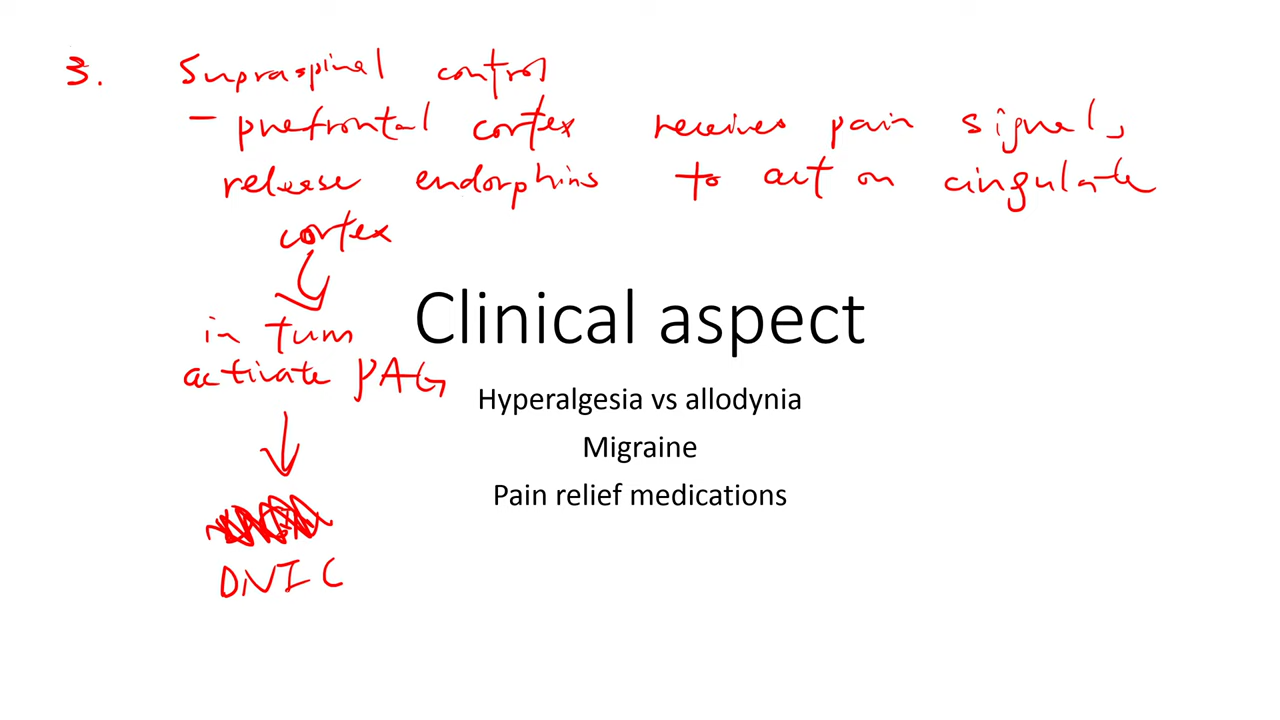 3. Supraspinal control
- prefrontal cortex receives pain signal,
release endorphins to act on cingulate
cortex
in turn
activate PAG
DNIC
Clinical aspect
Hyperalgesia vs allodynia
Migraine
Pain relief medications